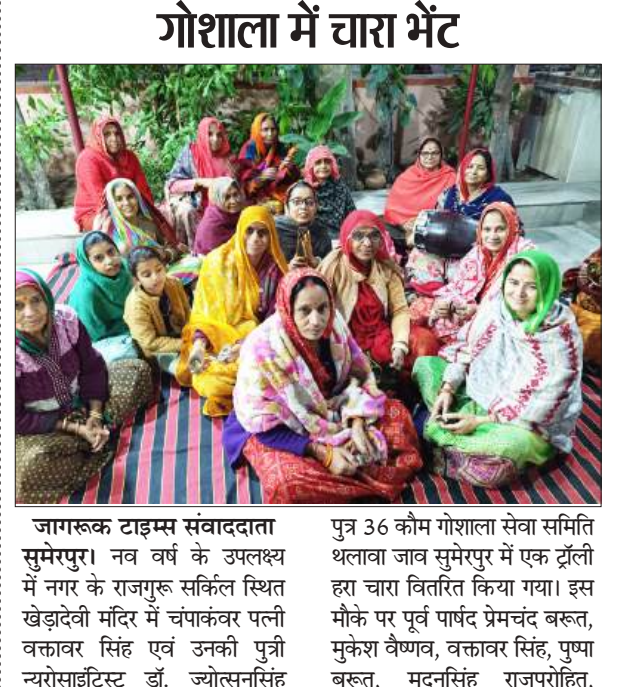 गोशाला में चारा भेंट
जागरूक टाइम्स संवाददाता
सुमेरपुर। नव वर्ष के उपलक्ष्य
में नगर के राजगुरू सर्किल स्थित
खेड़ादेवी मंदिर में चंपाकंवर पत्नी
वक्तावर सिंह एवं उनकी पुत्री
न्यूरोसाइंटिस्ट डॉ. ज्योत्सनसिंह
पुत्र 36 कौम गोशाला सेवा समिति
थलावा जाव सुमेरपुर में एक ट्रॉली
हरा चारा वितरित किया गया। इस
मौके पर पूर्व पार्षद प्रेमचंद बरूत,
मुकेश वैष्णव, वक्तावर सिंह, पुष्पा
बरूत, मदनसिंह राजपुरोहित,